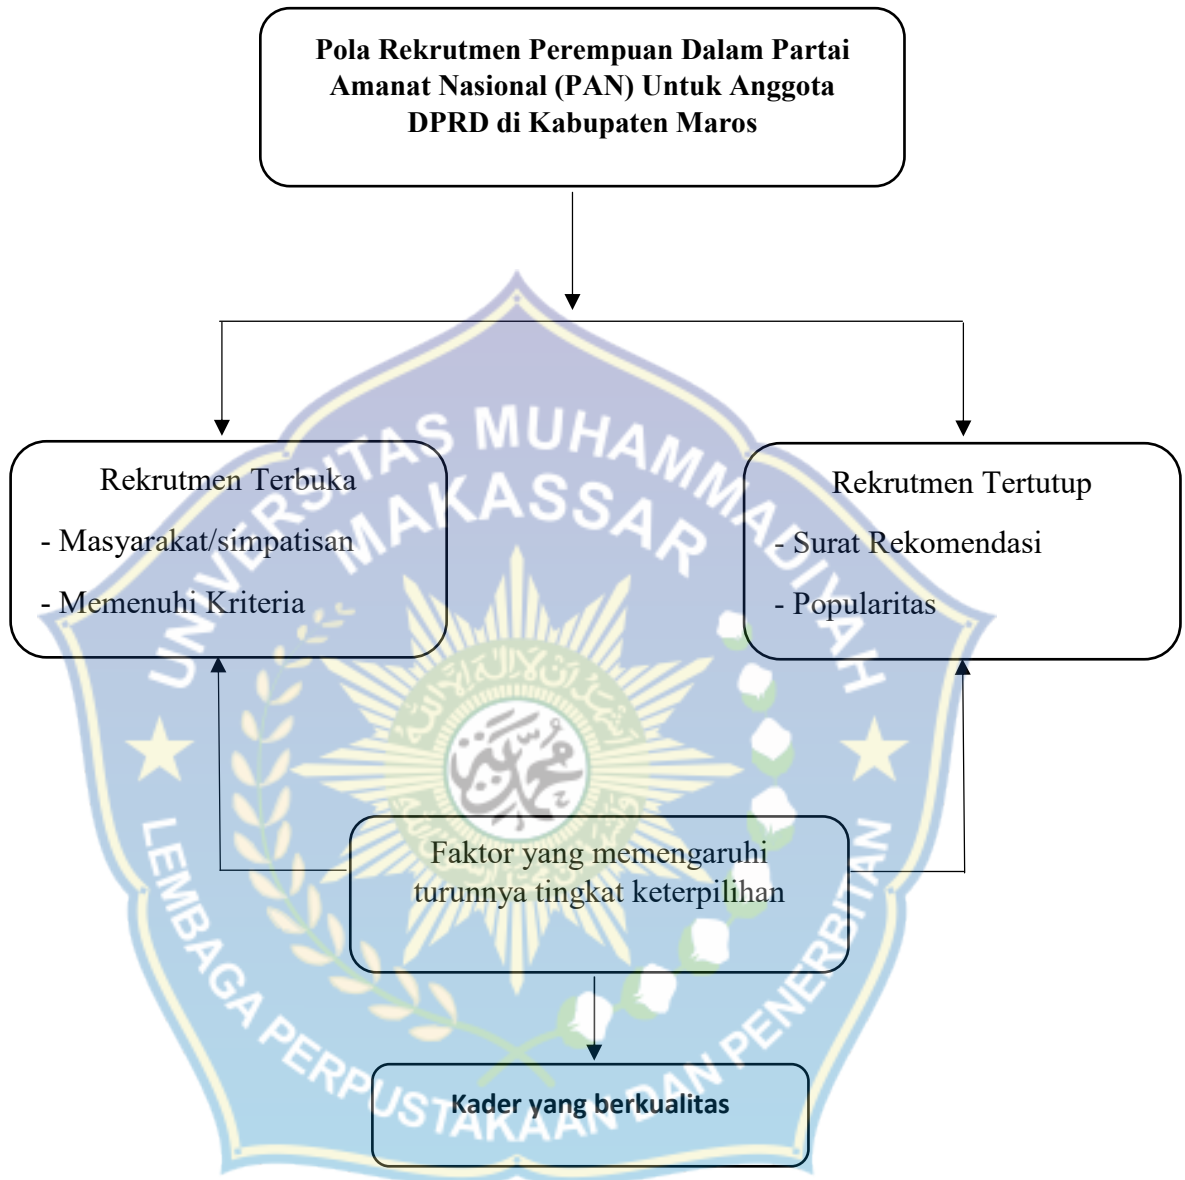 Pola Rekrutmen Perempuan Dalam Partai
Amanat Nasional (PAN) Untuk Anggota
DPRD di Kabupaten Maros
UNIVERSITAS MUHAMMADIYAH
MAKASSAR
Rekrutmen Terbuka
- Masyarakat/simpatisan
- Memenuhi Kriteria
Rekrutmen Tertutup
- Surat Rekomendasi
- Popularitas
Faktor yang memengaruhi
turunnya tingkat keterpilihan
Kader yang berkualitas
LEMBAGA PERPUSTAKAAN DAN PENERBITAN